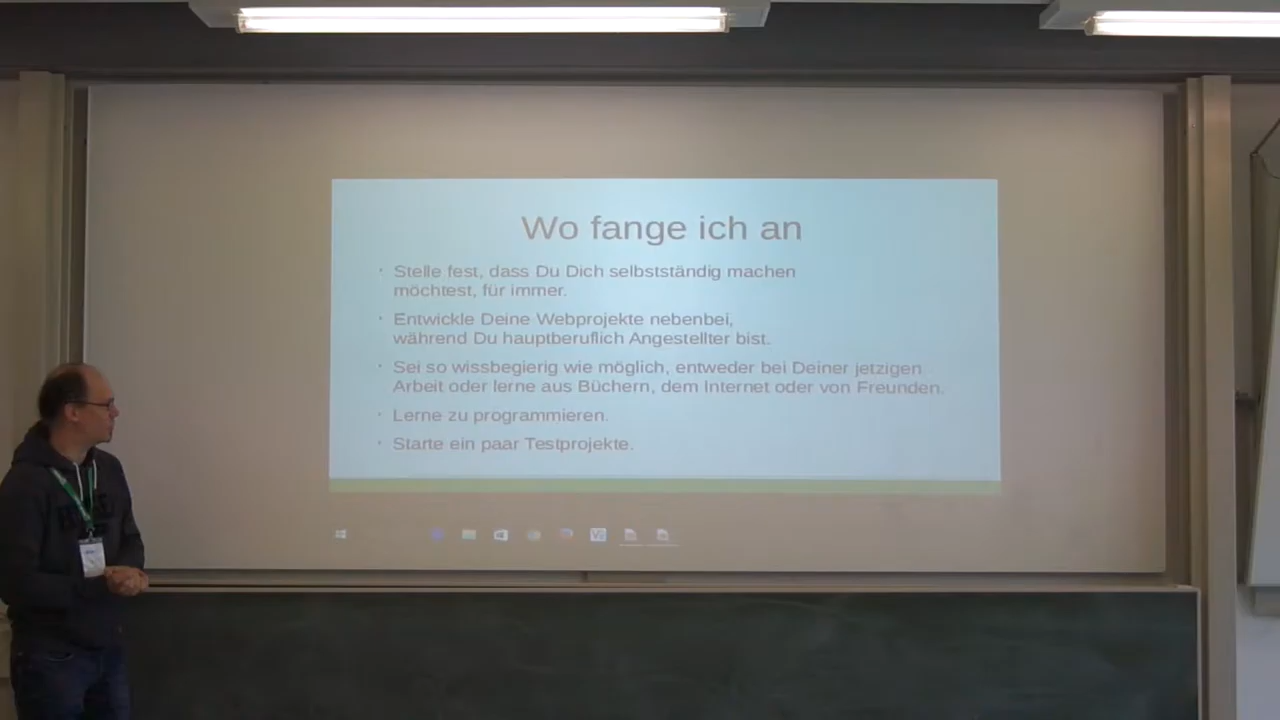 Wo fange ich an
Stelle fest, dass Du Dich selbstständig machen
möchtest, für immer.
Entwickle Deine Webprojekte nebenbei,
während Du hauptberuflich Angestellter bist.
Sei so wissbegierig wie möglich, entweder bei Deiner jetzigen
Arbeit oder lerne aus Büchern, dem Internet oder von Freunden.
Lerne zu programmieren.
Starte ein paar Testprojekte.